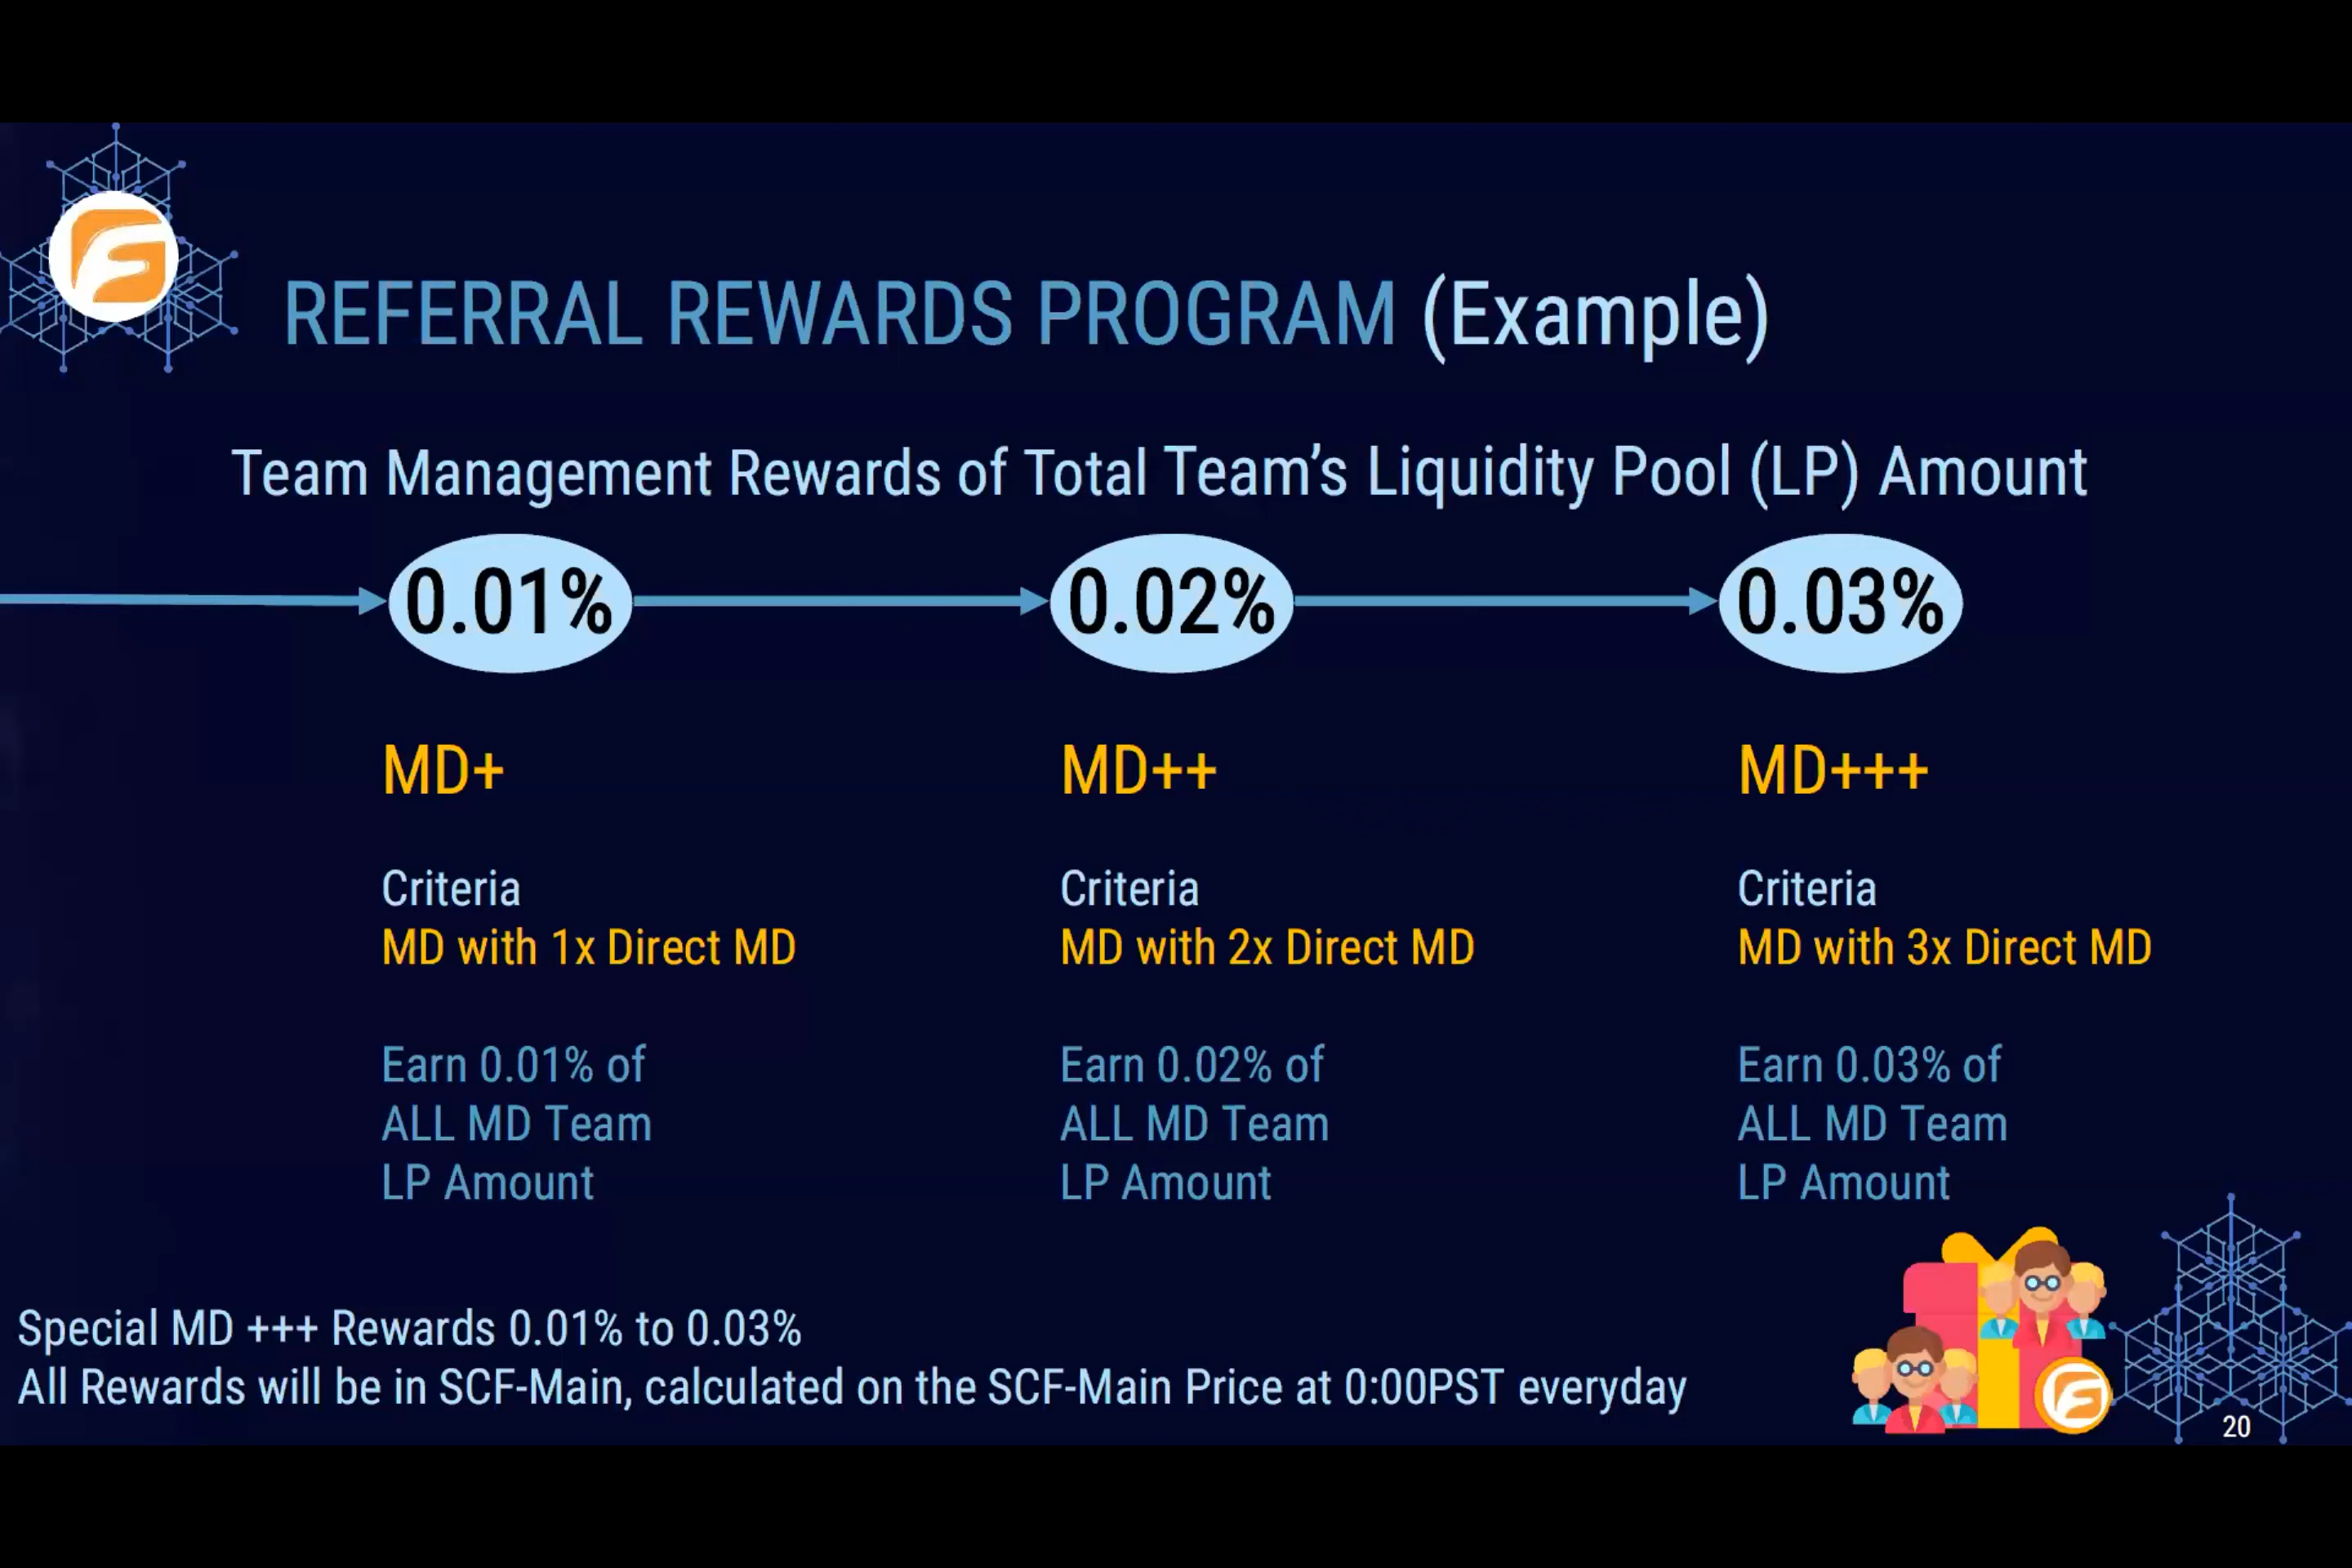 REFERRAL REWARDS PROGRAM (Example)
Team Management Rewards of Total Team's Liquidity Pool (LP) Amount
0.01%
0.02%
0.03%
MD+
MD++
MD+++
Criteria
MD with 1x Direct MD
Criteria
MD with 2x Direct MD
Criteria
MD with 3x Direct MD
Earn 0.01% of
ALL MD Team
LP Amount
Earn 0.02% of
ALL MD Team
LP Amount
Earn 0.03% of
ALL MD Team
LP Amount
Special MD +++ Rewards 0.01% to 0.03%
All Rewards will be in SCF-Main, calculated on the SCF-Main Price at 0:00PST everyday
20